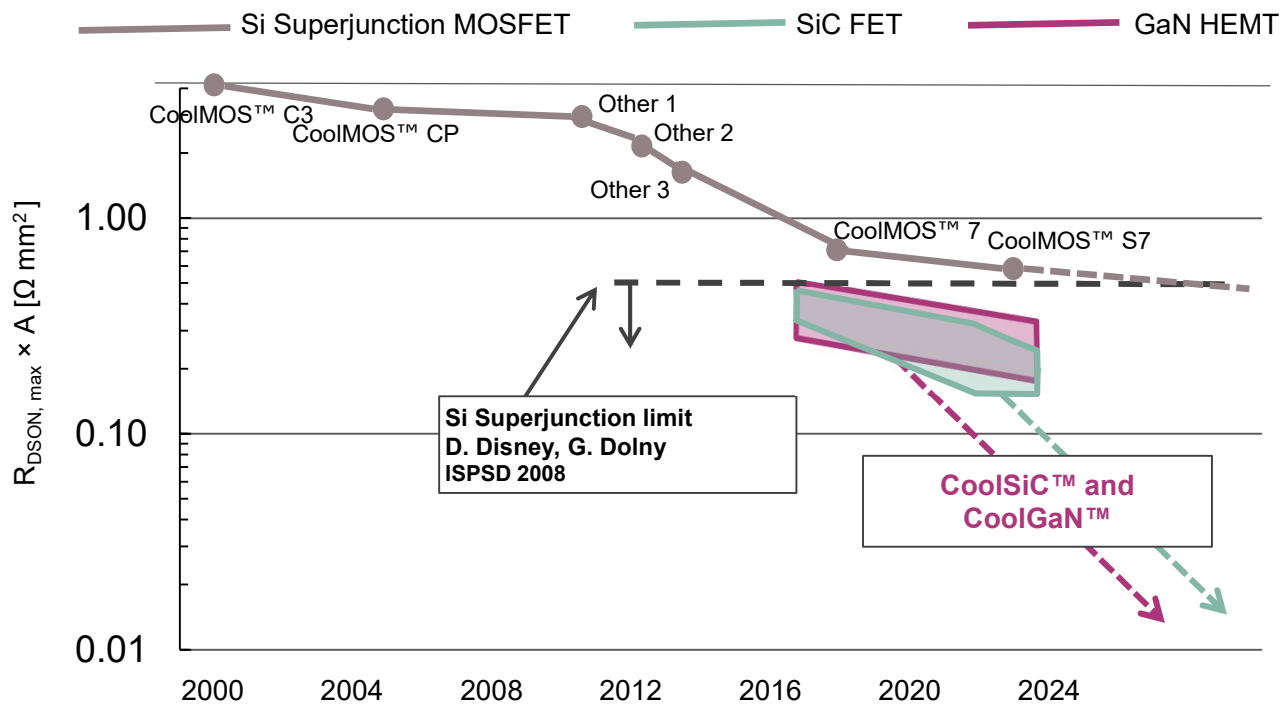 Si Superjunction MOSFET
SiC FET
GaN HEMT
CoolMOS™ C3
CoolMOS™ CP
Other 1
Other 2
Other 3
CoolMOS™ 7
CoolMOS™ S7
R_DSON, max × A [Ω mm²]
1.00
0.10
0.01
Si Superjunction limit
D. Disney, G. Dolny
ISPSD 2008
CoolSiC™ and
CoolGaN™
2000 2004 2008 2012 2016 2020 2024